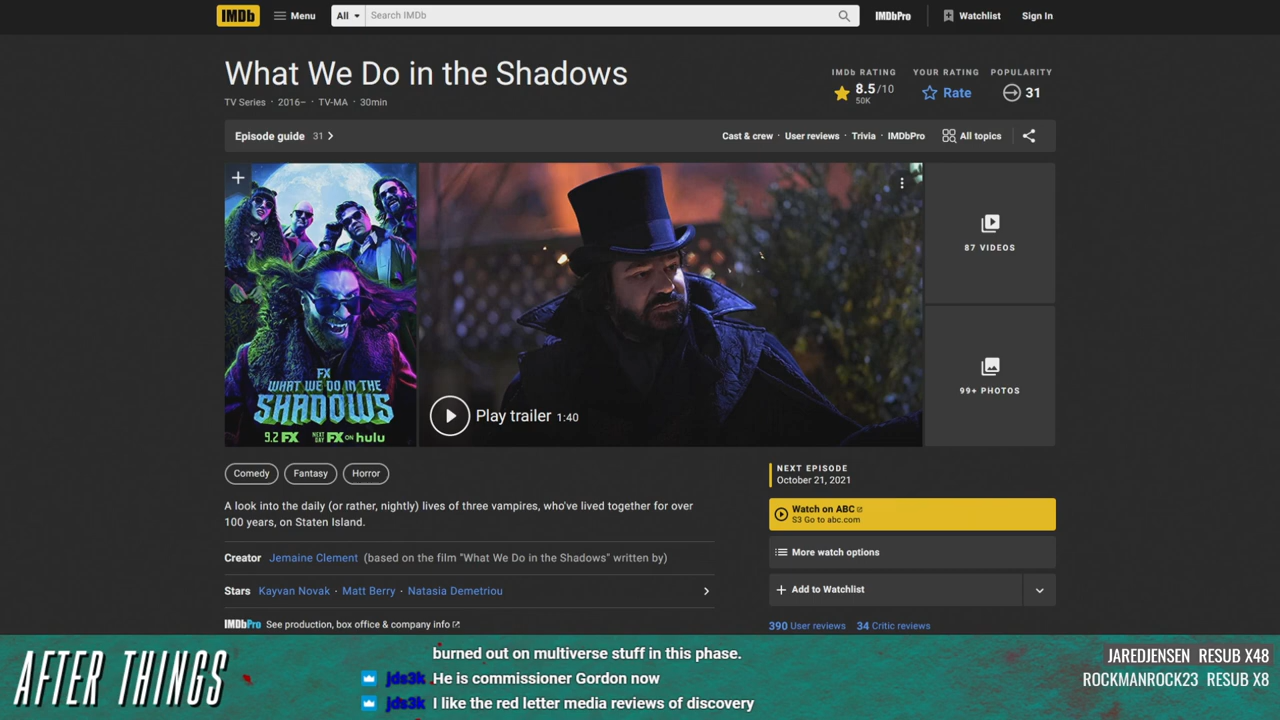 IMDb Menu All Search IMDb IMDbPro Watchlist Sign In
What We Do in the Shadows
TV Series · 2016– · TV-MA · 30min
IMDb RATING YOUR RATING POPULARITY
8.5/10 Rate 31
50K
Episode guide 31 Cast & crew · User reviews · Trivia · IMDbPro All topics
FX
WHAT WE DO IN THE
SHADOWS
9.2 FX NEXT DAY FX ON hulu
Play trailer 1:40
87 VIDEOS
99+ PHOTOS
Comedy Fantasy Horror
A look into the daily (or rather, nightly) lives of three vampires, who've lived together for over
100 years, on Staten Island.
Creator Jemaine Clement (based on the film "What We Do in the Shadows" written by)
Stars Kayvan Novak · Matt Berry · Natasia Demetriou
IMDbPro See production, box office & company info
NEXT EPISODE
October 21, 2021
Watch on ABC
S3 Go to abc.com
More watch options
Add to Watchlist
390 User reviews 34 Critic reviews
AFTER THINGS
burned out on multiverse stuff in this phase.
jds3k He is commissioner Gordon now
jds3k I like the red letter media reviews of discovery
JAREDJENSEN RESUB X48
ROCKMANROCK23 RESUB X8